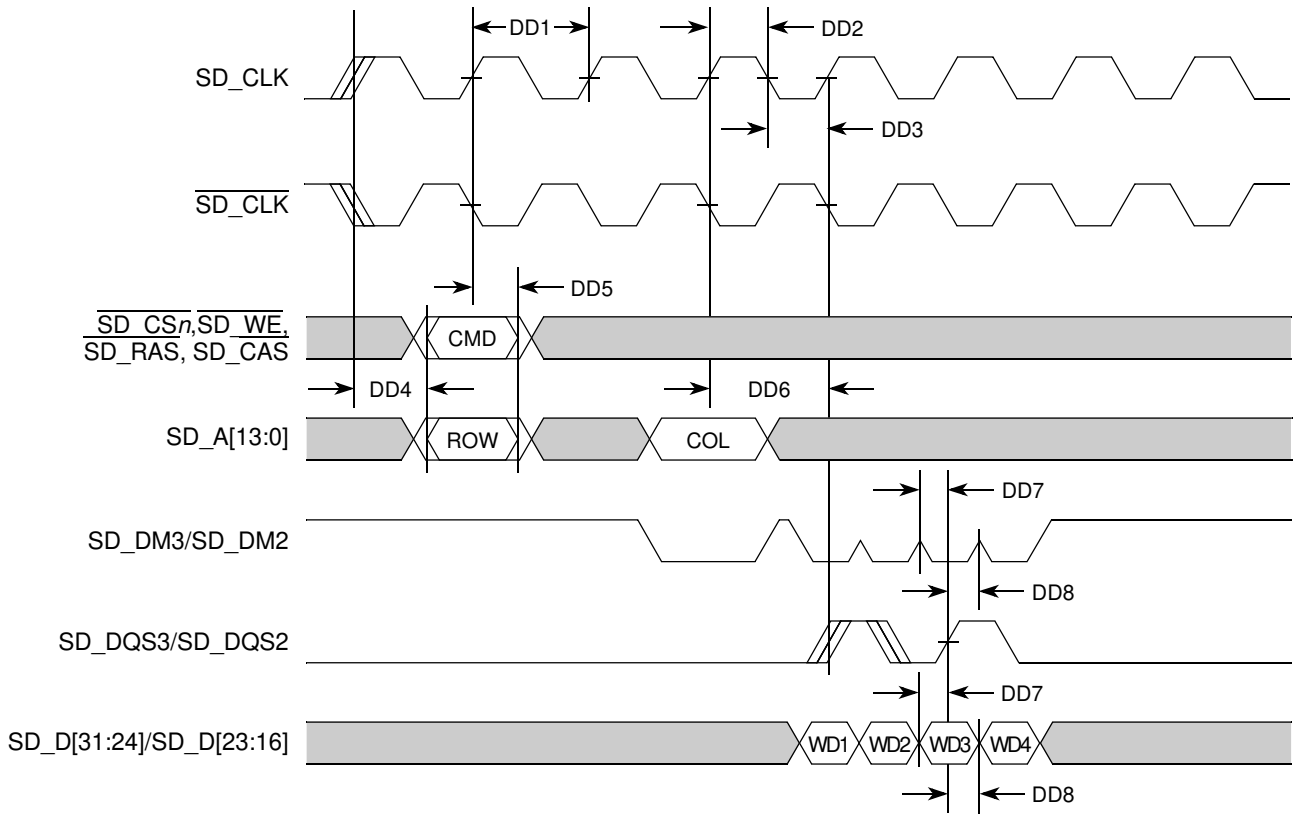 DD1
DD2
SD_CLK
DD3
SD_CLK
DD5
SD_CSn,SD_WE,
SD_RAS, SD_CAS
CMD
DD4
DD6
SD_A[13:0]
ROW
COL
DD7
SD_DM3/SD_DM2
DD8
SD_DQS3/SD_DQS2
DD7
SD_D[31:24]/SD_D[23:16]
WD1
WD2
WD3
WD4
DD8